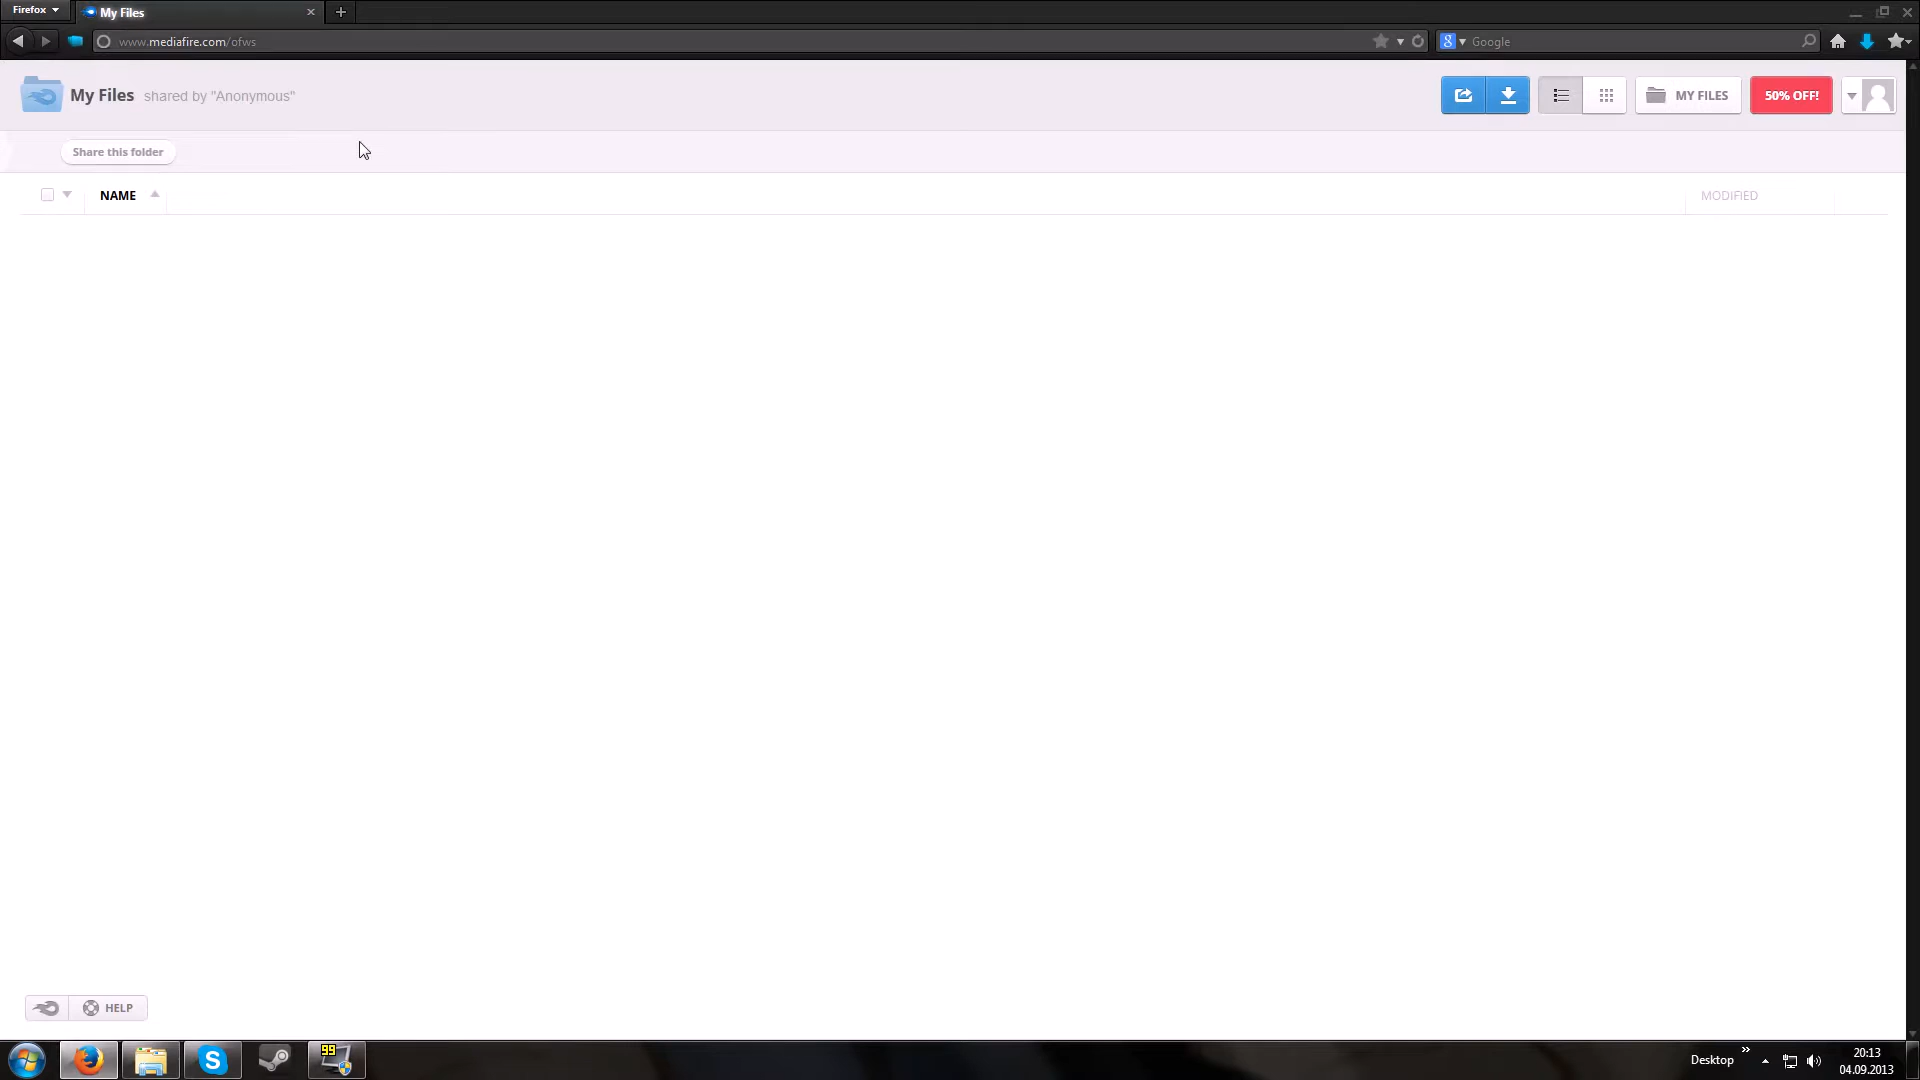 Firefox
My Files
www.mediafire.com/ofws
Google
My Files shared by "Anonymous"
MY FILES
50% OFF!
Share this folder
NAME
MODIFIED
HELP
99
Desktop
20:13
04.09.2013